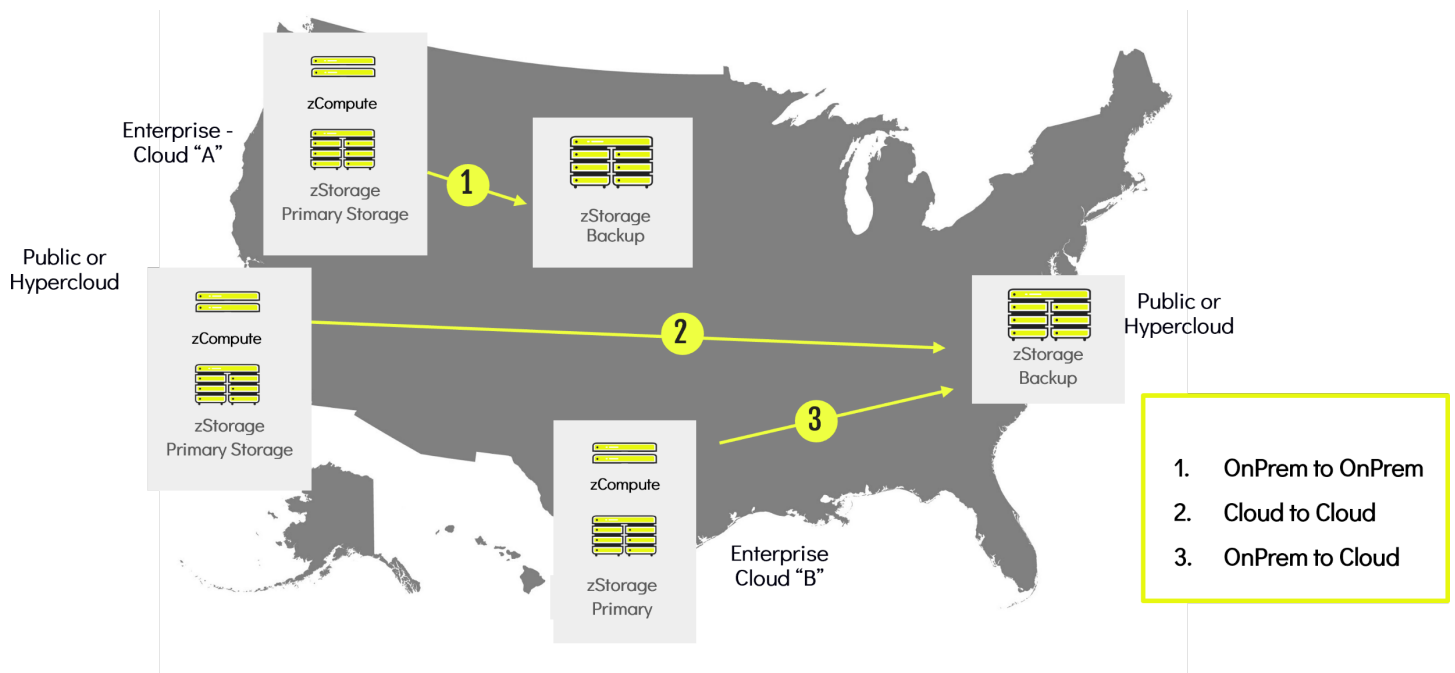 zCompute
Enterprise -
Cloud “A”
zStorage
Primary Storage
1
zStorage
Backup
Public or
Hypercloud
zCompute
zStorage
Primary Storage
2
zStorage
Backup
Public or
Hypercloud
3
zCompute
zStorage
Primary
Enterprise
Cloud “B”
1. OnPrem to OnPrem
2. Cloud to Cloud
3. OnPrem to Cloud